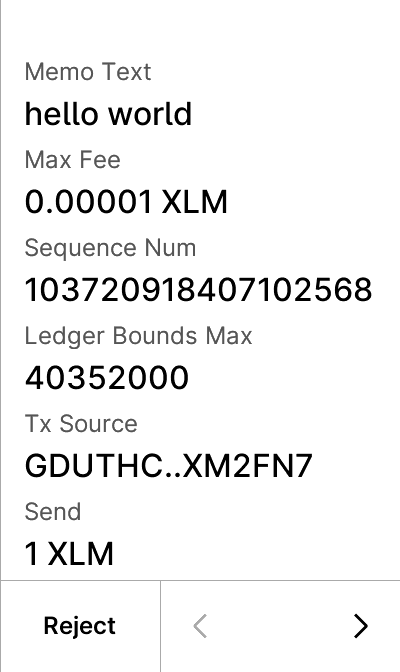 Memo Text
hello world
Max Fee
0.00001 XLM
Sequence Num
103720918407102568
Ledger Bounds Max
40352000
Tx Source
GDUTHC..XM2FN7
Send
1 XLM
Reject